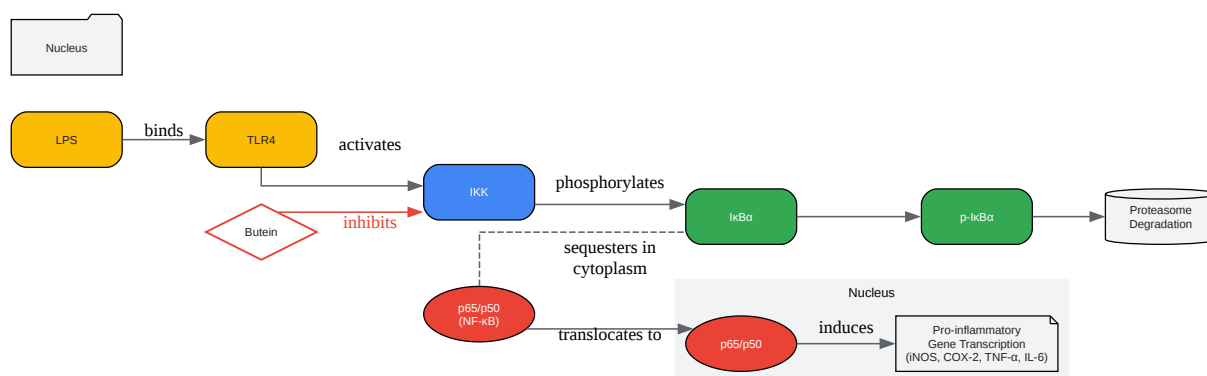 Nucleus
LPS
binds
TLR4
activates
IKK
phosphorylates
IκBα
p-IκBα
Proteasome
Degradation
Butein
inhibits
sequesters in
cytoplasm
p65/p50
(NF-κB)
translocates to
Nucleus
p65/p50
induces
Pro-inflammatory
Gene Transcription
(iNOS, COX-2, TNF-α, IL-6)